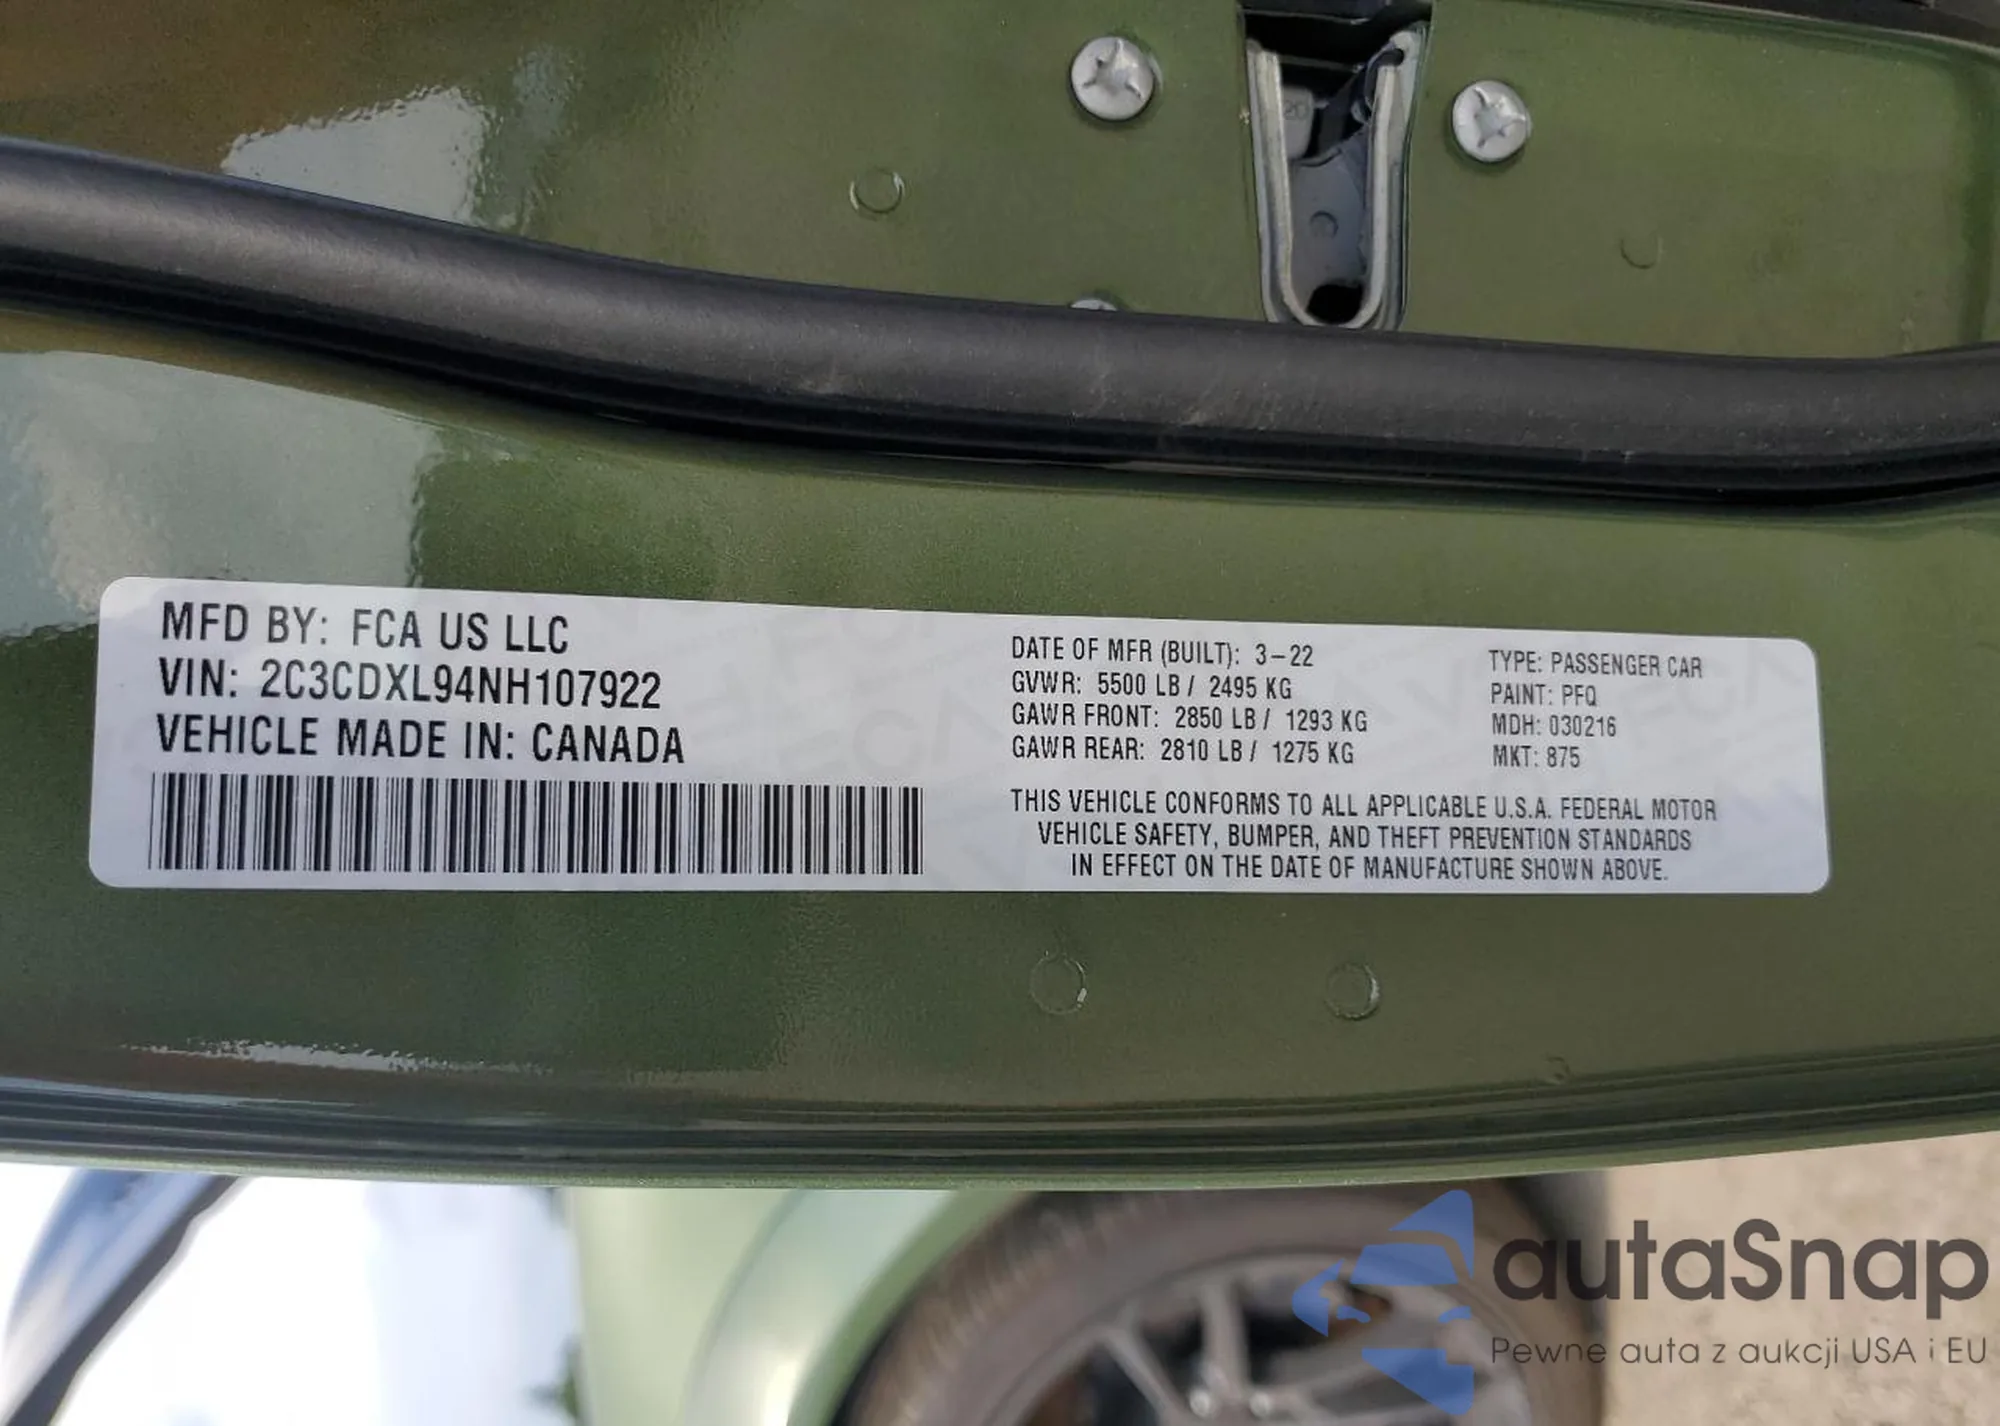 MFD BY: FCA US LLC
VIN: 2C3CDXL94NH107922
VEHICLE MADE IN: CANADA
DATE OF MFR (BUILT): 3-22
GVWR: 5500 LB / 2495 KG
GAWR FRONT: 2850 LB / 1293 KG
GAWR REAR: 2810 LB / 1275 KG
TYPE: PASSENGER CAR
PAINT: PFQ
MDH: 030216
MKT: 875
THIS VEHICLE CONFORMS TO ALL APPLICABLE U.S.A. FEDERAL MOTOR
VEHICLE SAFETY, BUMPER, AND THEFT PREVENTION STANDARDS
IN EFFECT ON THE DATE OF MANUFACTURE SHOWN ABOVE.
autaSnap
Pewne auta z aukcji USA i EU